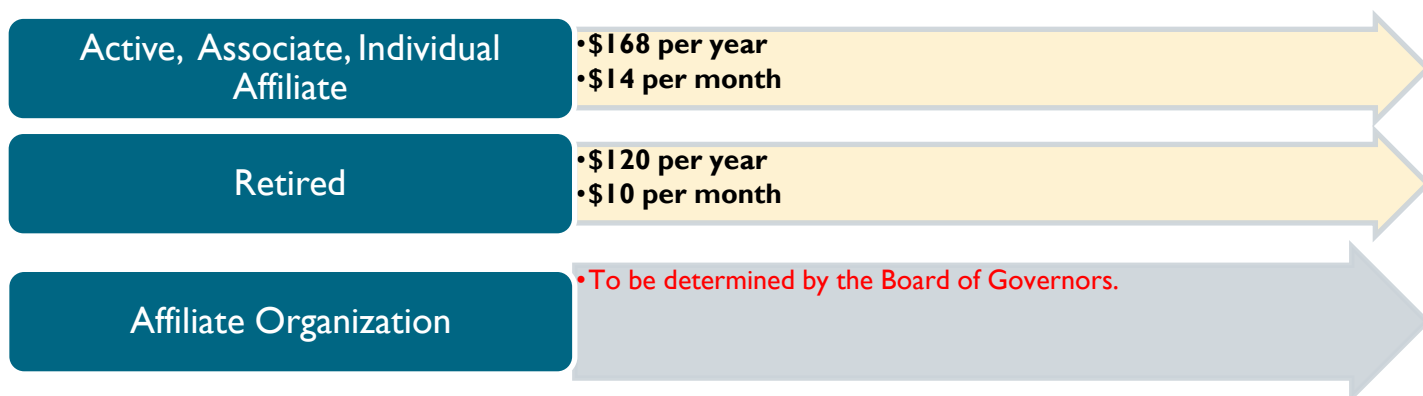 Active, Associate, Individual
Affiliate
•$168 per year
•$14 per month
Retired
•$120 per year
•$10 per month
Affiliate Organization
•To be determined by the Board of Governors.